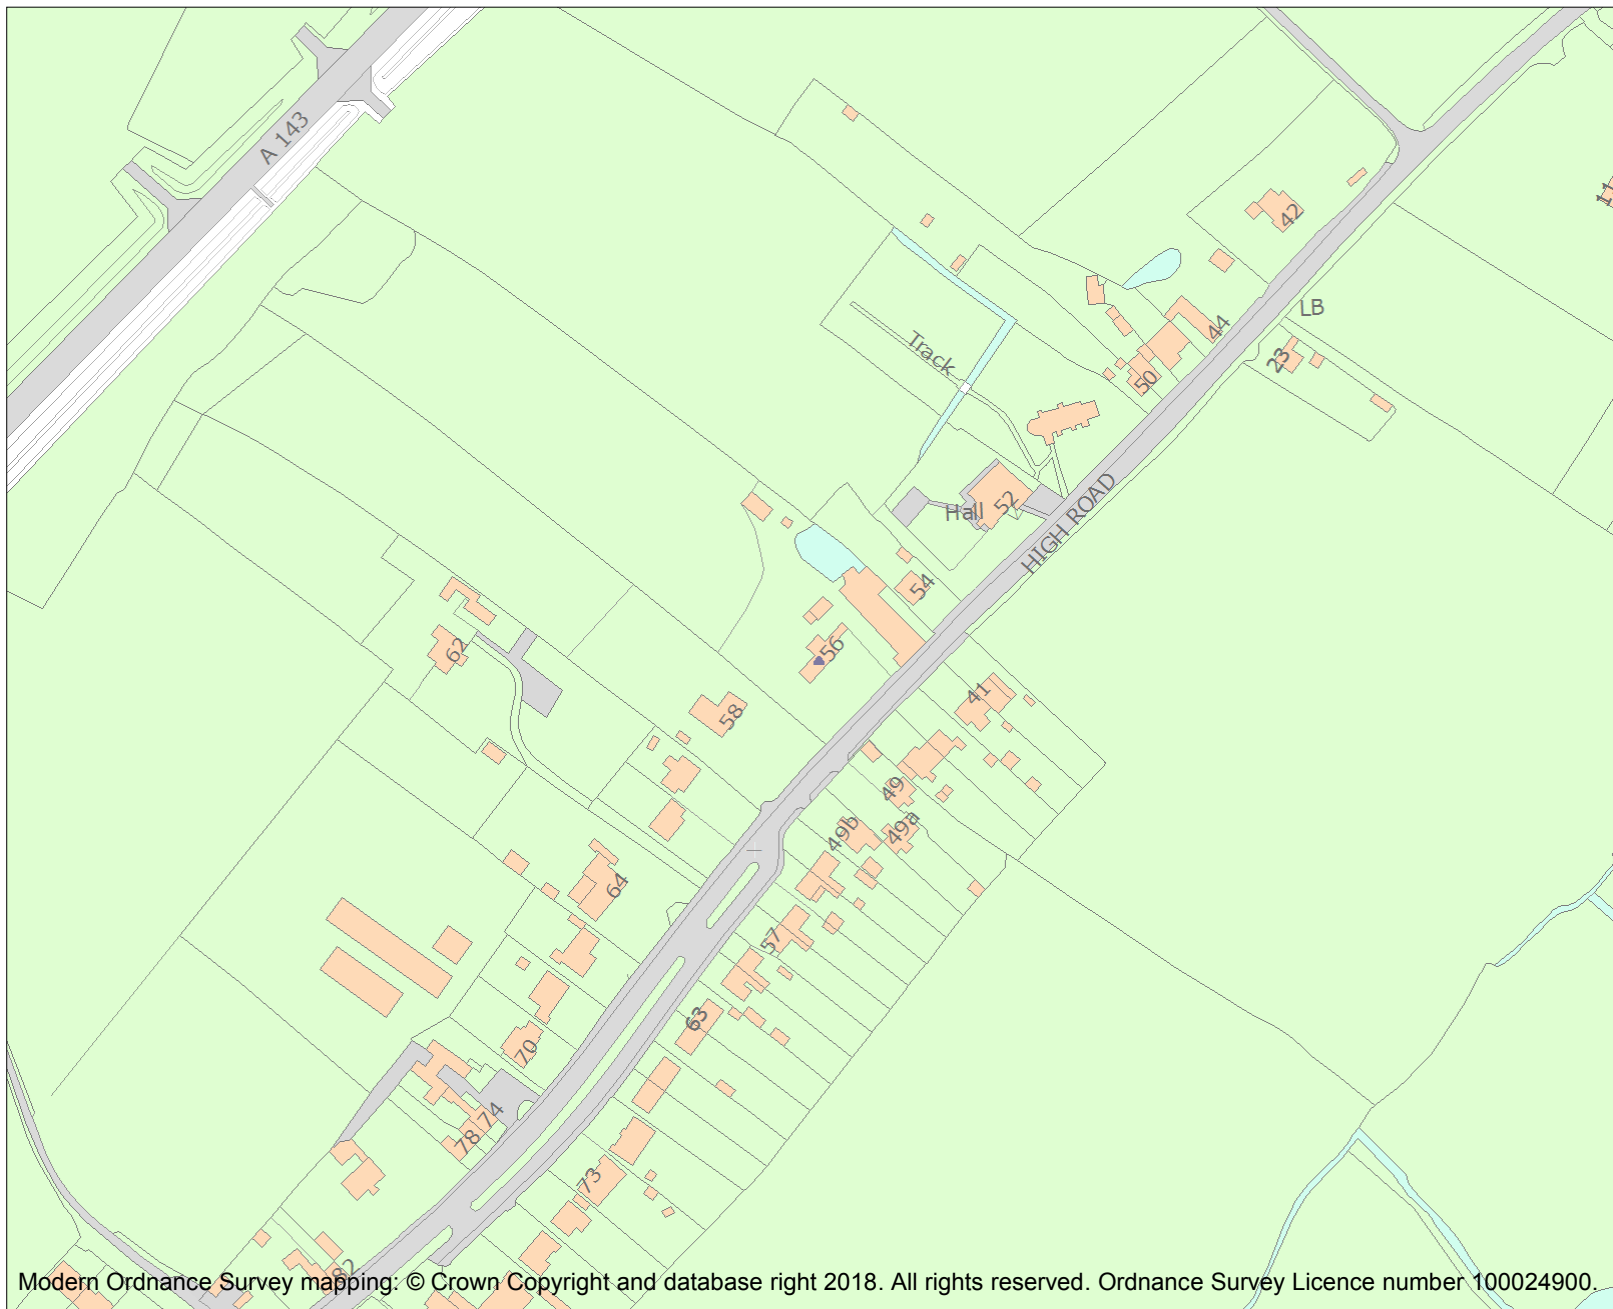 A 143
42
11
LB
44
23
Track
50
52
Hall
HIGH ROAD
54
56
62
41
58
49
49b
49a
64
57
63
70
74
78
73
82
Modern Ordnance Survey mapping: © Crown Copyright and database right 2018. All rights reserved. Ordnance Survey Licence number 100024900.